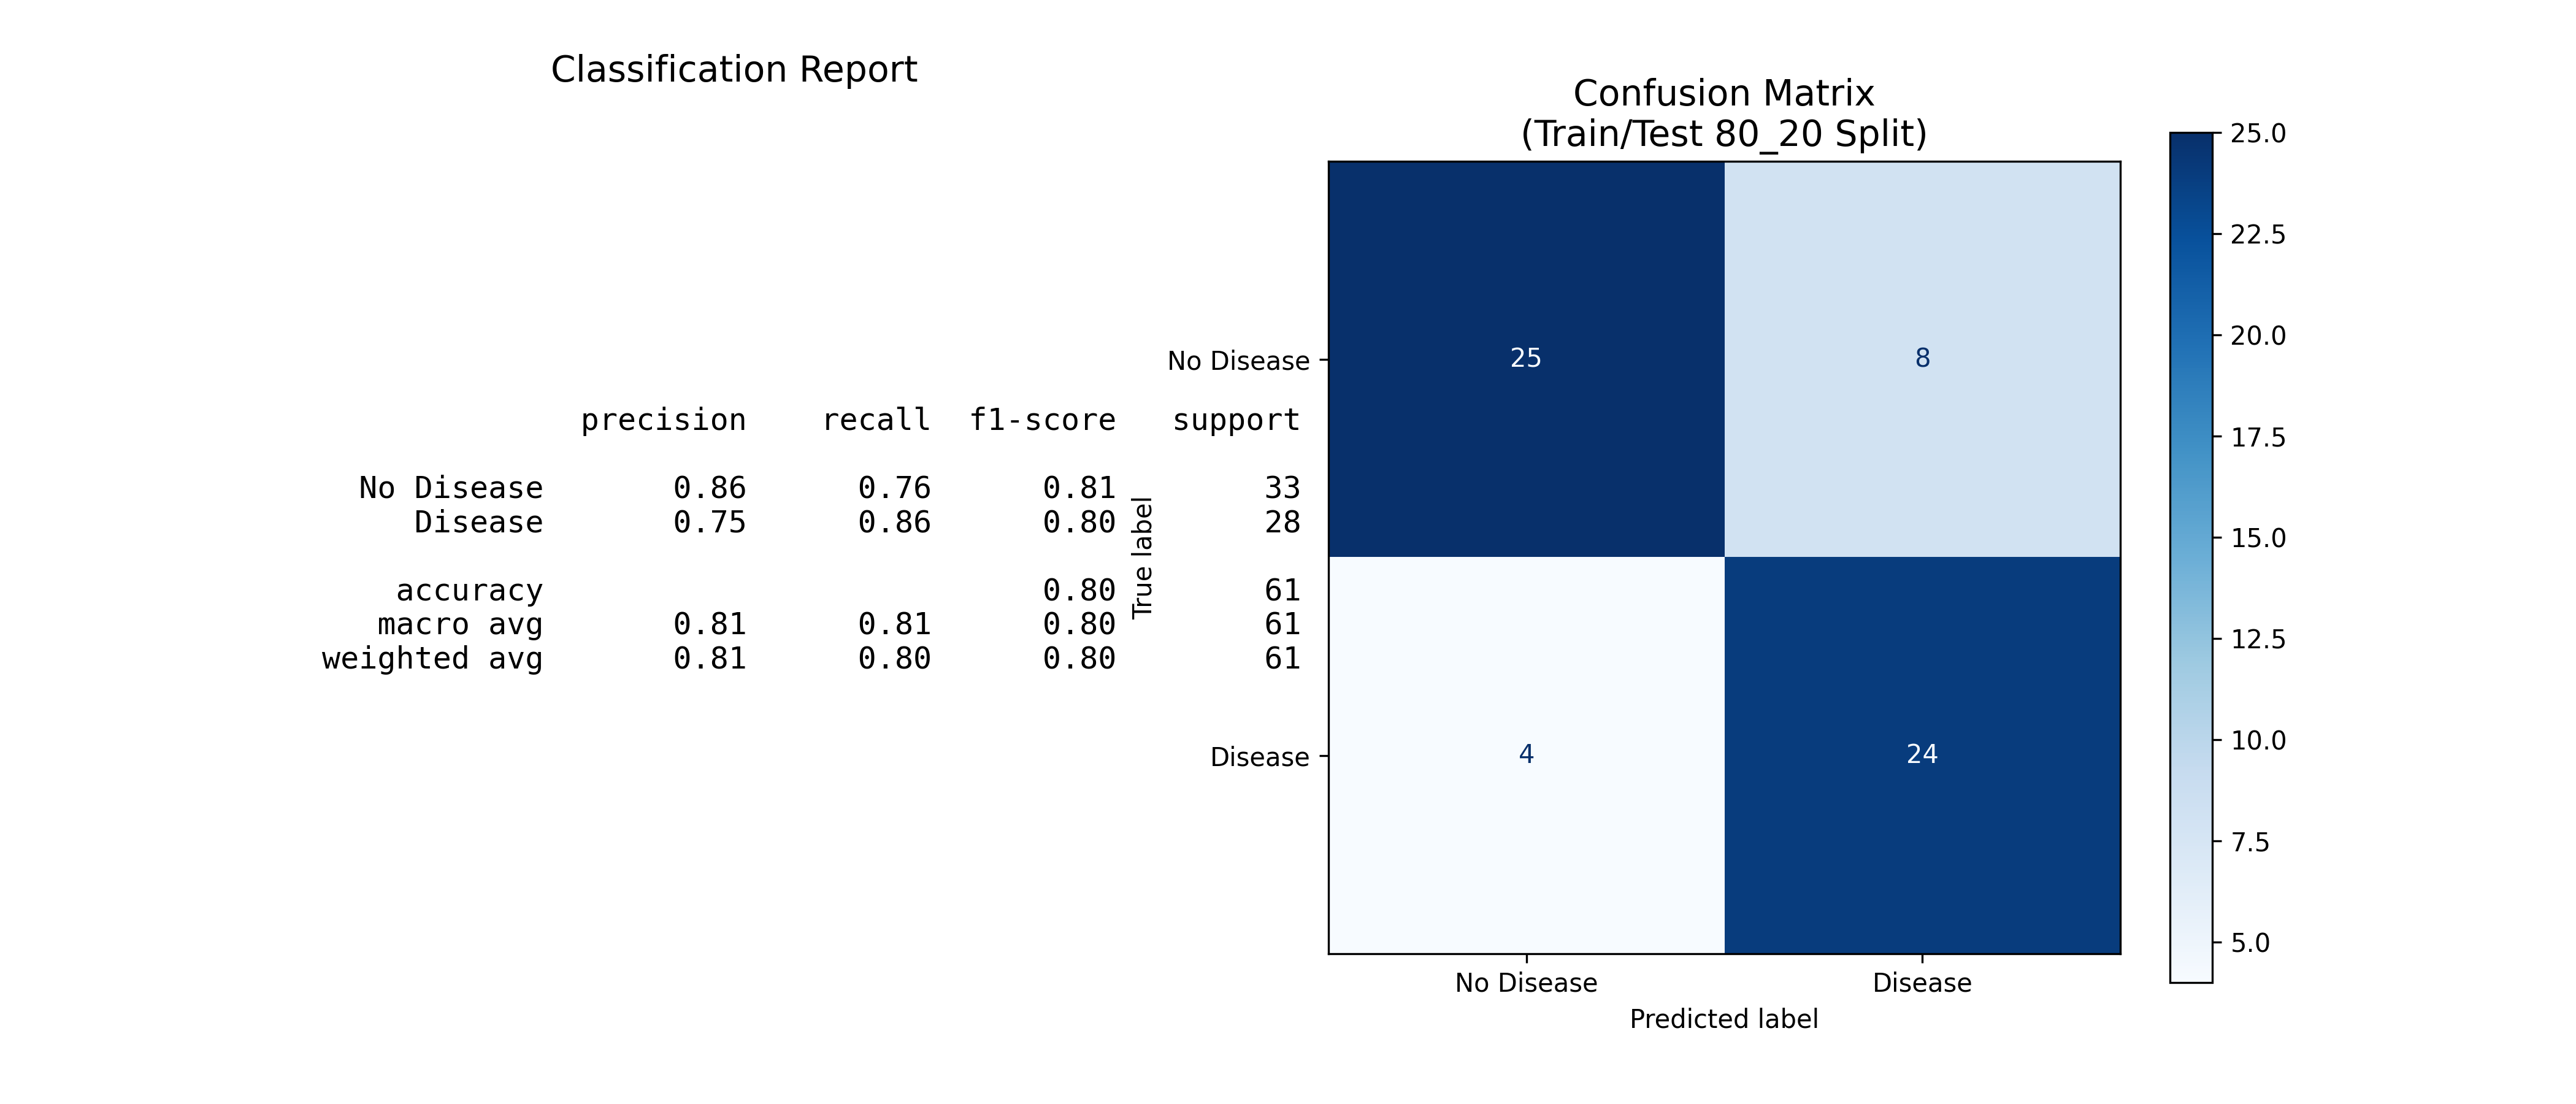 Classification Report
              precision    recall  f1-score   support
No Disease       0.86      0.76      0.81        33
Disease       0.75      0.86      0.80        28
accuracy                           0.80        61
macro avg       0.81      0.81      0.80        61
weighted avg       0.81      0.80      0.80        61
Confusion Matrix
(Train/Test 80_20 Split)
True label
No Disease
Disease
25 8
4 24
No Disease Disease
Predicted label
25.0
22.5
20.0
17.5
15.0
12.5
10.0
7.5
5.0